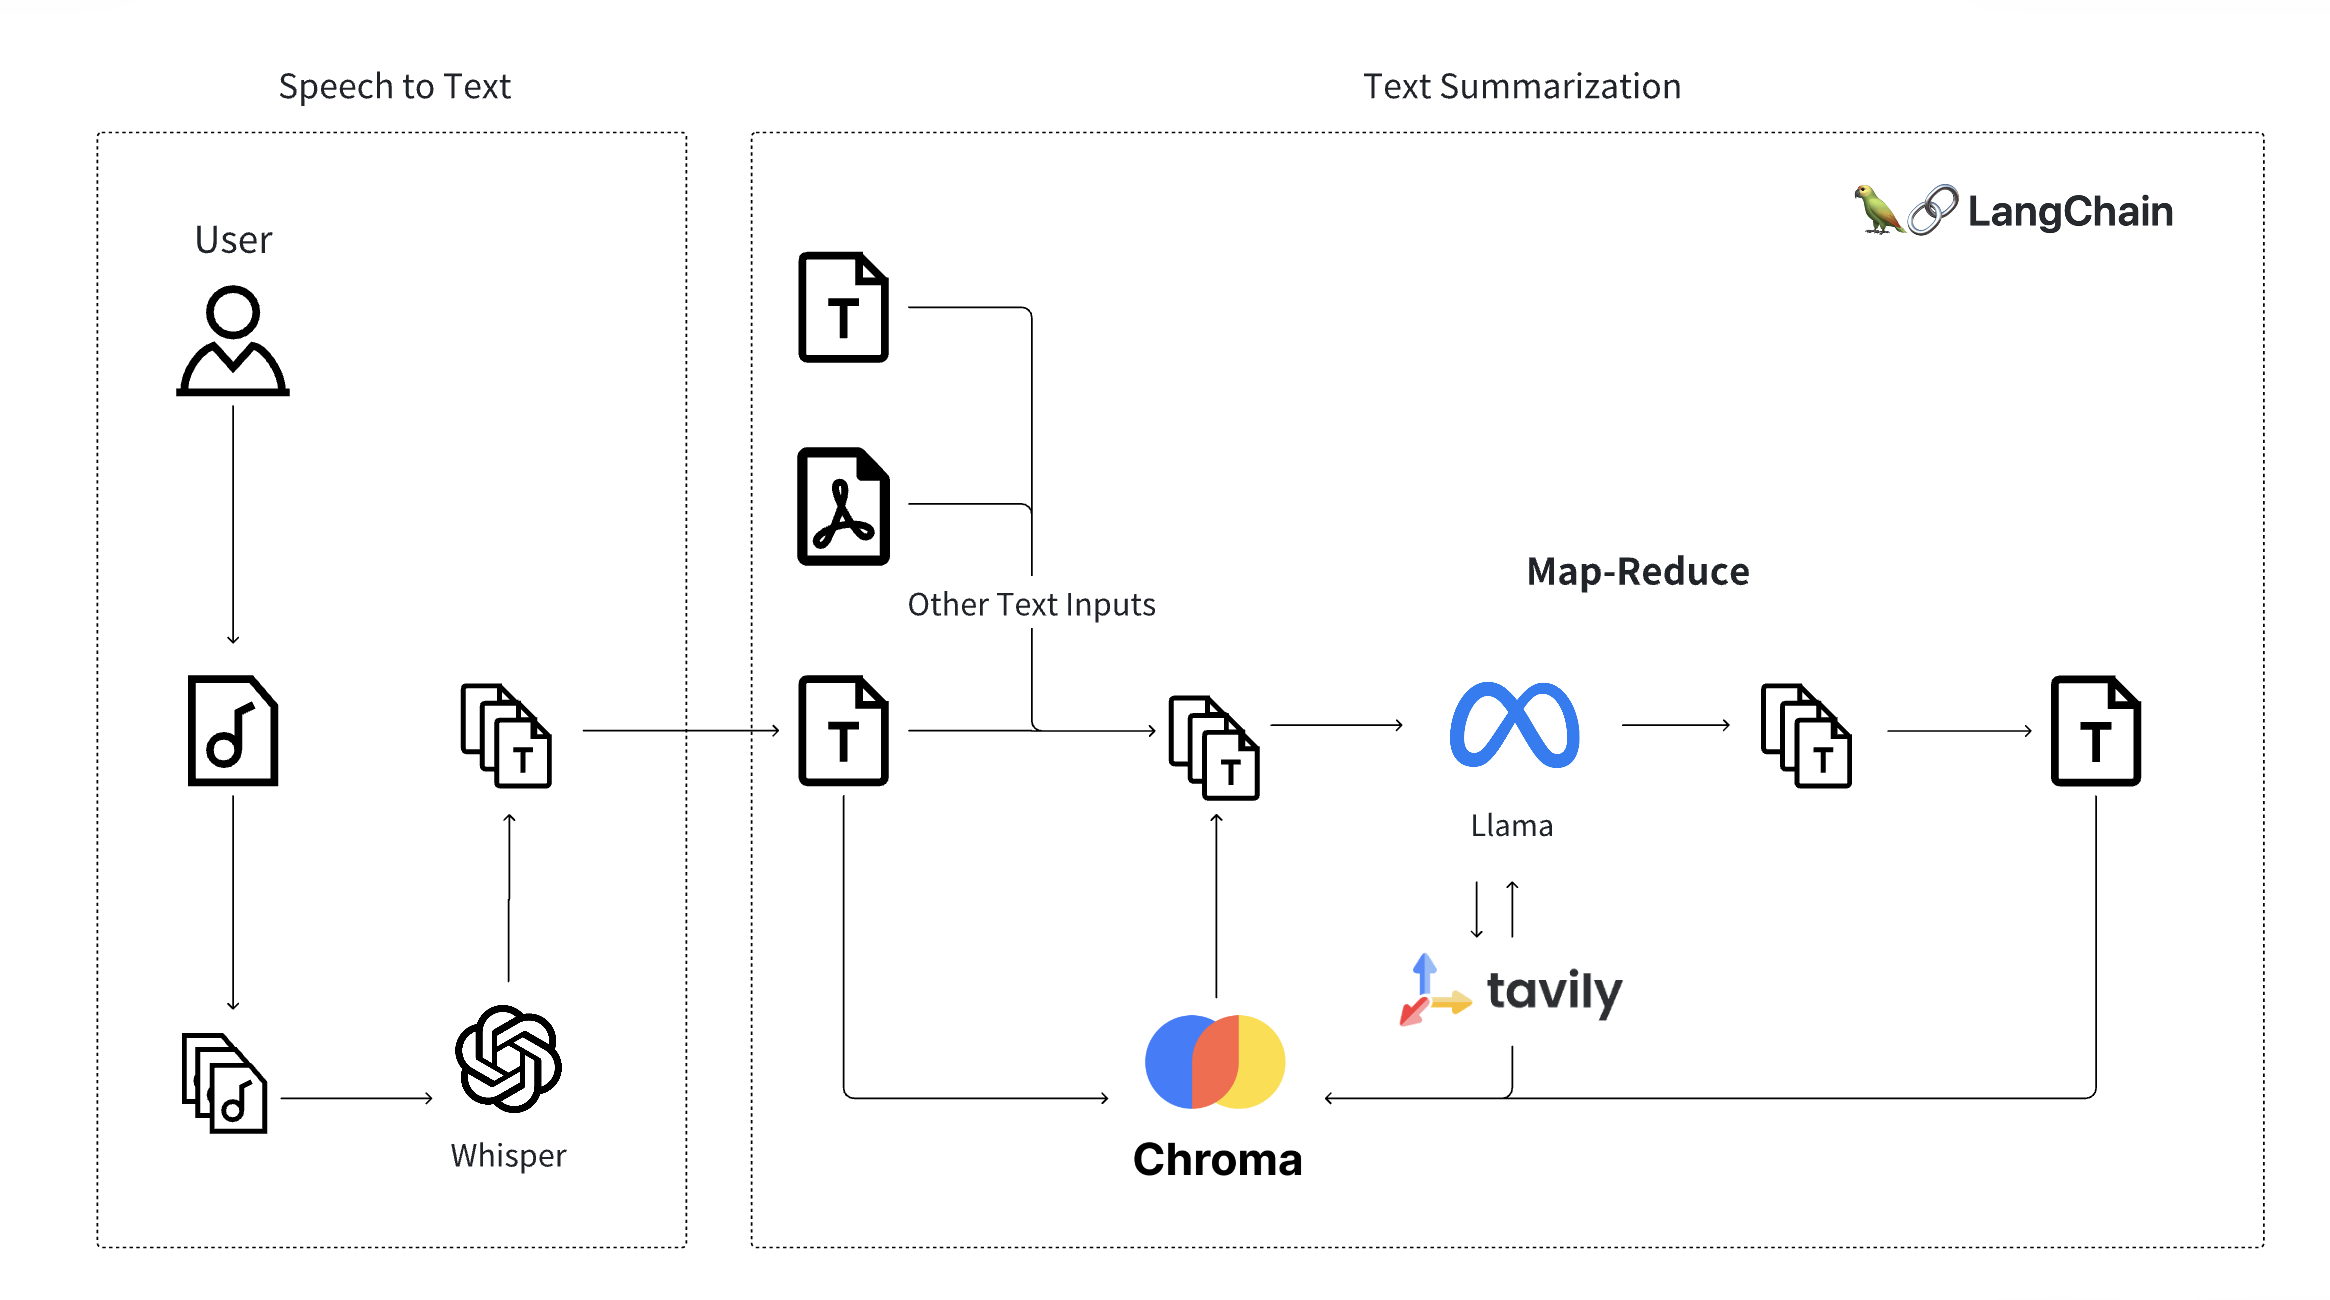 Speech to Text
Text Summarization
LangChain
User
T
Other Text Inputs
Map-Reduce
T
T
T
T
T
Llama
tavily
Whisper
Chroma